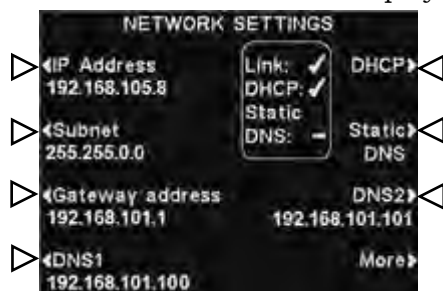 NETWORK SETTINGS
IP Address
192.168.105.8
Subnet
255.255.0.0
Gateway address
192.168.101.1
DNS1
192.168.101.100
Link: ✓
DHCP: ✓
Static
DNS: –
DHCP
Static
DNS
DNS2
192.168.101.101
More